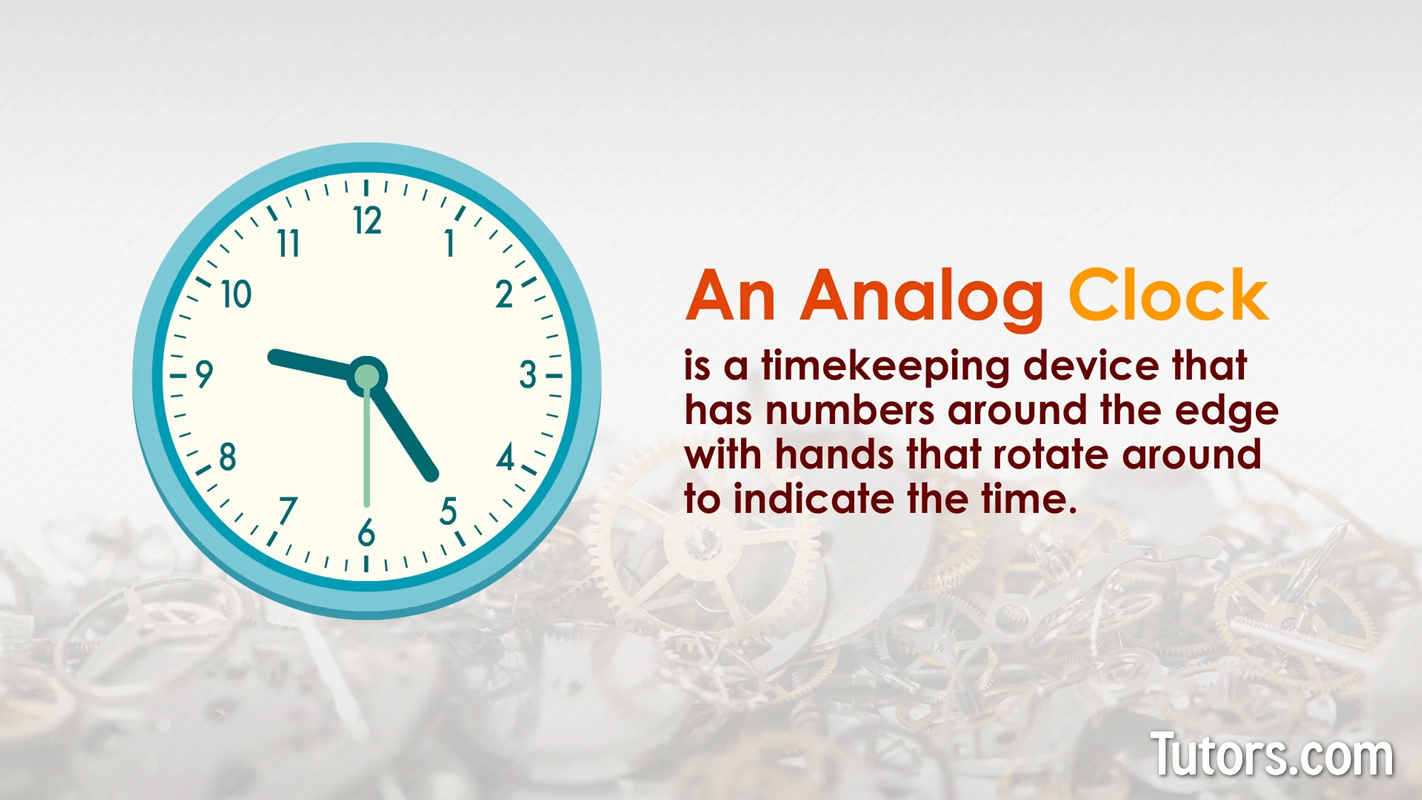 12
11
1
10
2
9
3
8
4
7
5
6
An Analog Clock
is a timekeeping device that
has numbers around the edge
with hands that rotate around
to indicate the time.
Tutors.com